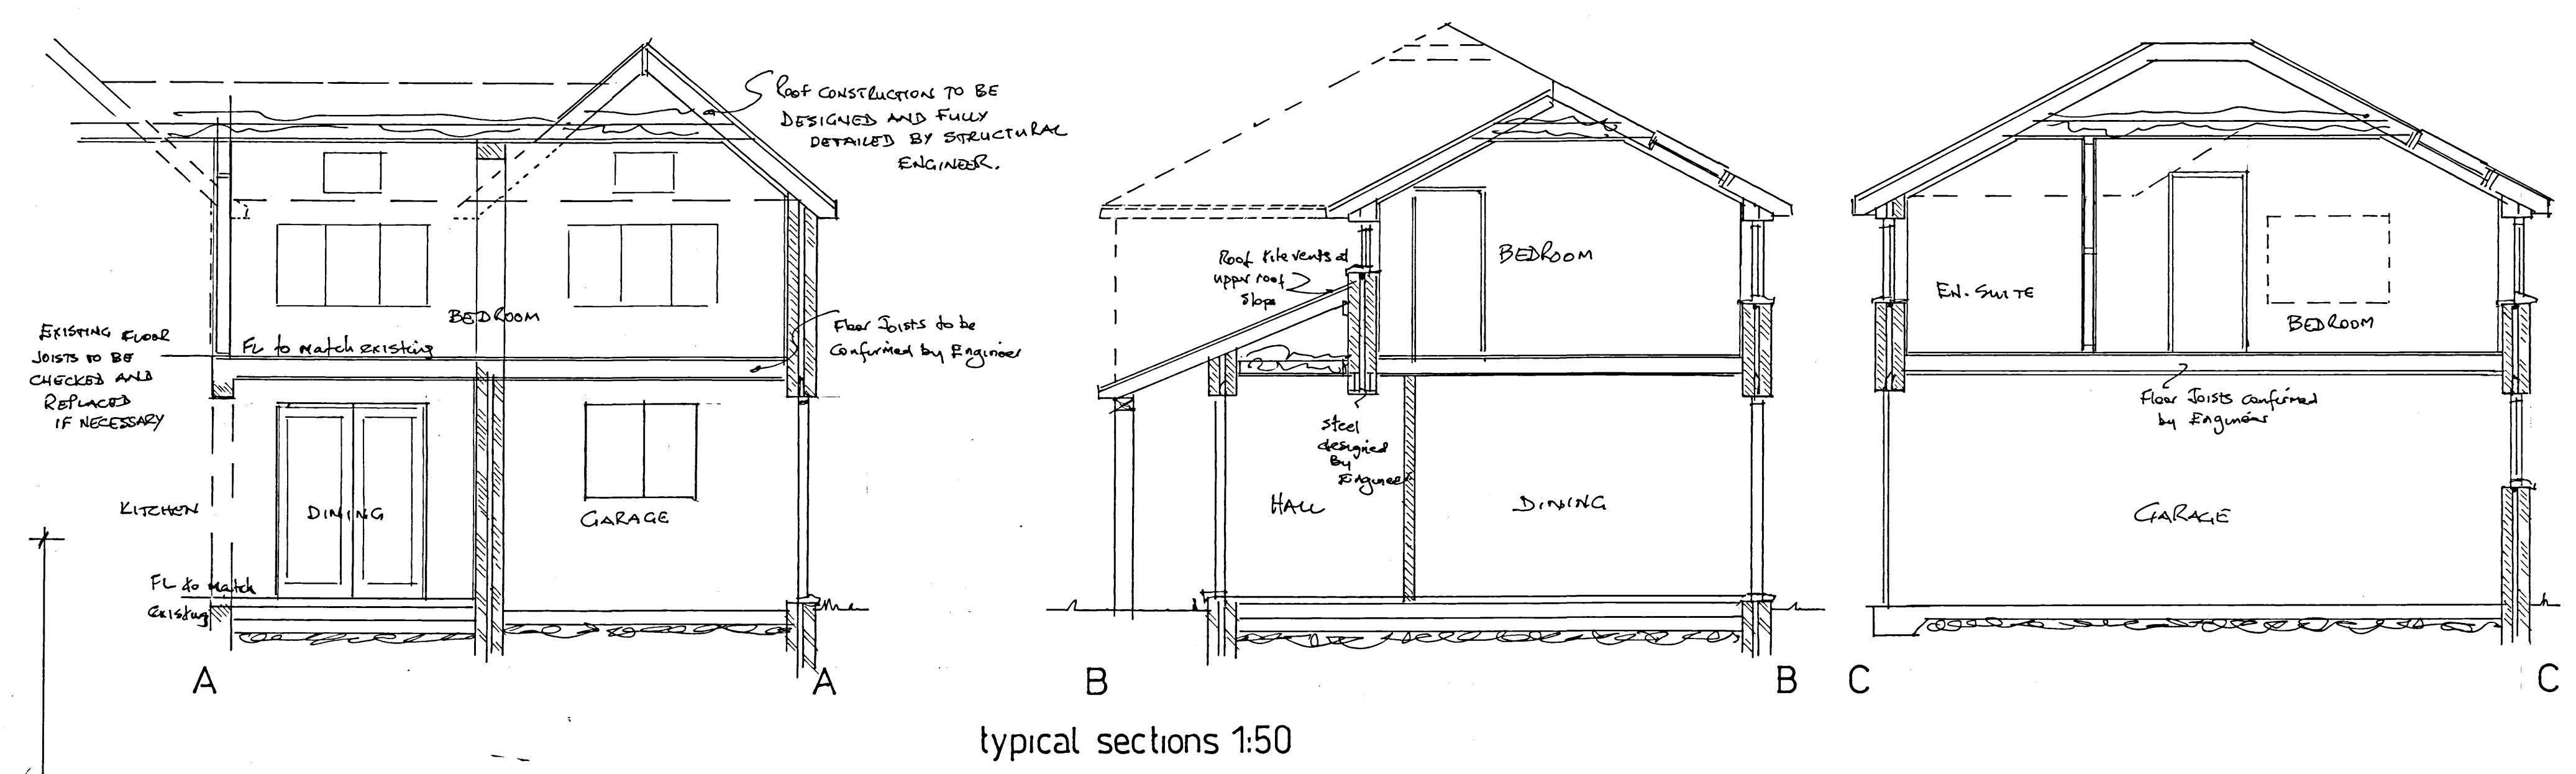 Roof CONSTRUCTION TO BE
DESIGNED AND FULLY
DETAILED BY STRUCTURAL
ENGINEER.
BEDROOM
FL to match existing
Floor Joists to be
confirmed by Engineer
EXISTING FLOOR
JOISTS TO BE
CHECKED AND
REPLACED
IF NECESSARY
KITCHEN
DINING
GARAGE
FL to match
existing
A
A
Roof tile vents at
upper roof
slope
BEDROOM
Steel
designed
By
Engineer
HALL
DINING
B
B
EN-SUITE
BEDROOM
Floor Joists confirmed
by Engineer
GARAGE
C
C
typical sections 1:50